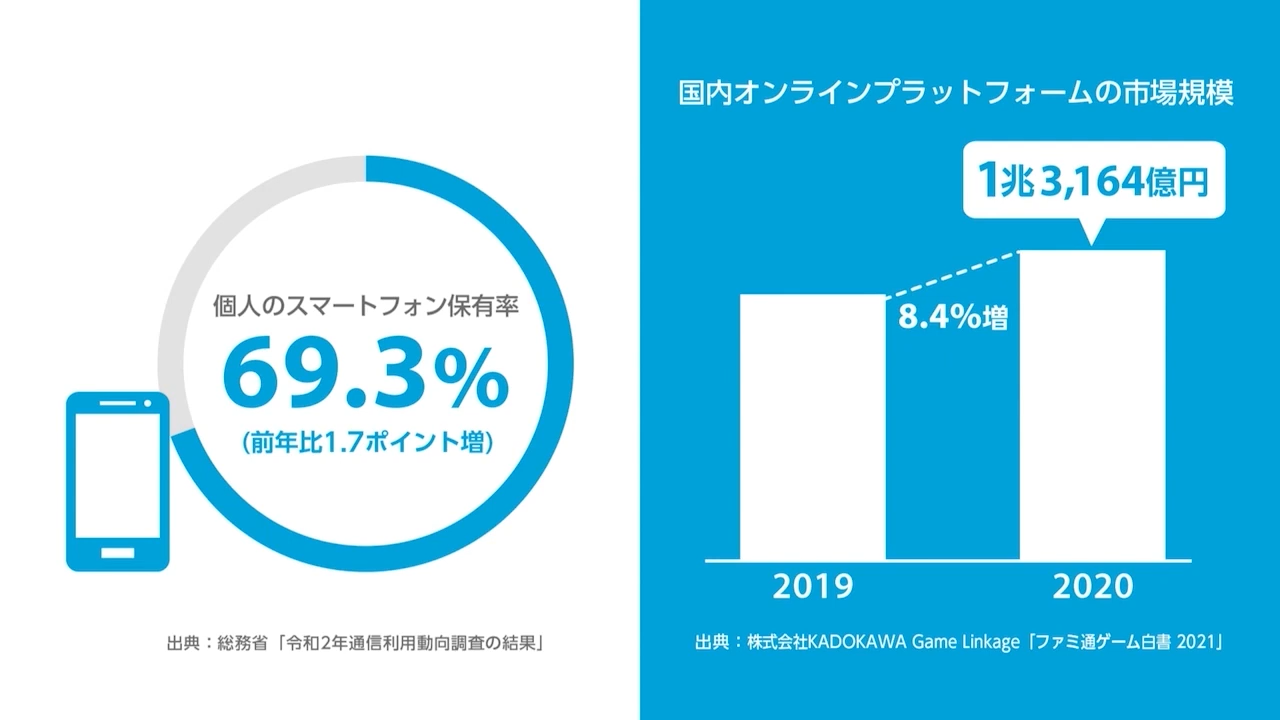 個人のスマートフォン保有率
69.3%
(前年比1.7ポイント増)
出典：総務省「令和2年通信利用動向調査の結果」
国内オンラインプラットフォームの市場規模
1兆3,164億円
8.4%増
2019
2020
出典：株式会社KADOKAWA Game Linkage「ファミ通ゲーム白書 2021」